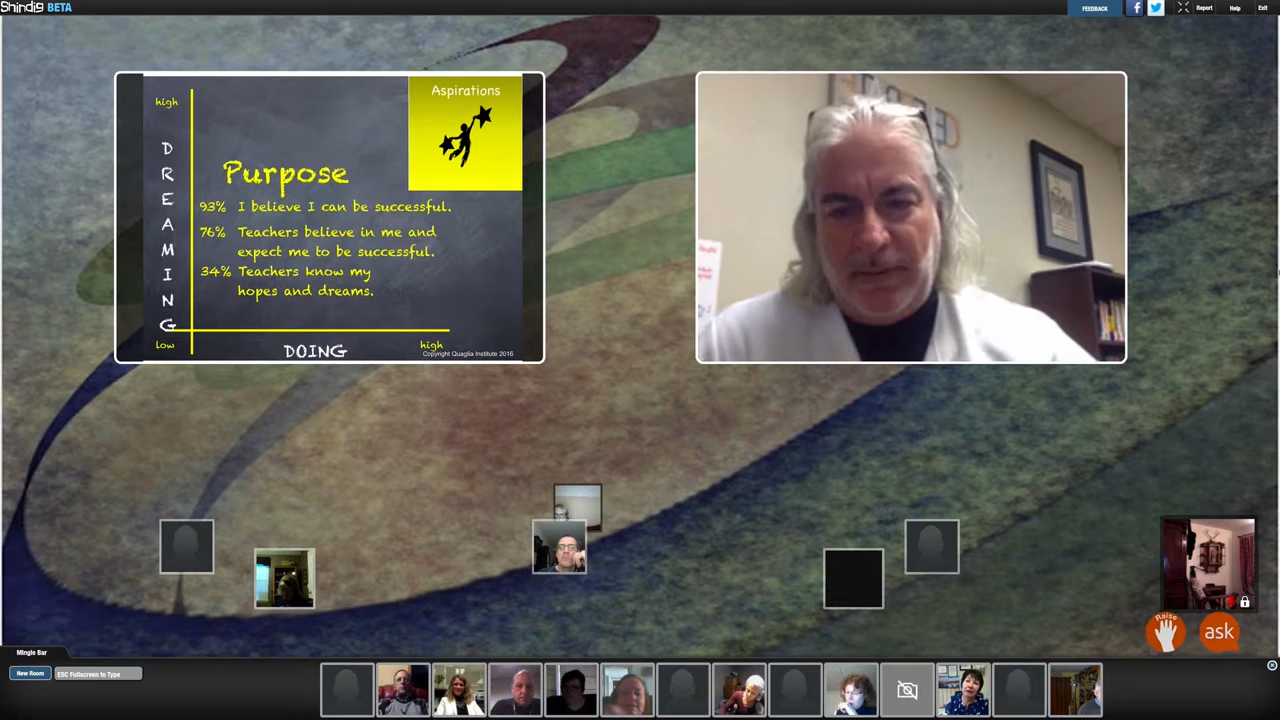 Shindig BETA
FEEDBACK
Report
Help
Exit
Aspirations
high
DREAMING
low
Purpose
93% I believe I can be successful.
76% Teachers believe in me and
expect me to be successful.
34% Teachers know my
hopes and dreams.
DOING
high
Copyright Quaglia Institute 2016
Raise
ask
Mingle Bar
New Room
ESC Fullscreen to Type